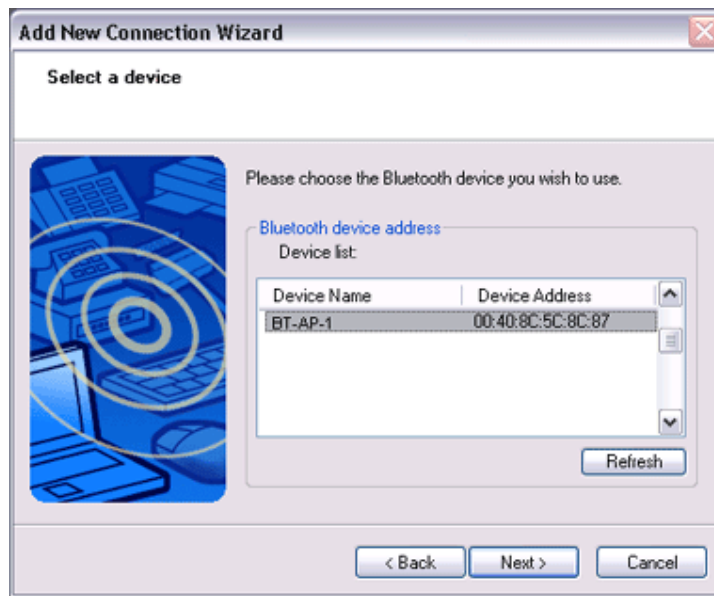 Add New Connection Wizard
Select a device
Please choose the Bluetooth device you wish to use.
Bluetooth device address
Device list:
Device Name Device Address
BT-AP-1 00:40:8C:5C:8C:87
Refresh
< Back Next > Cancel